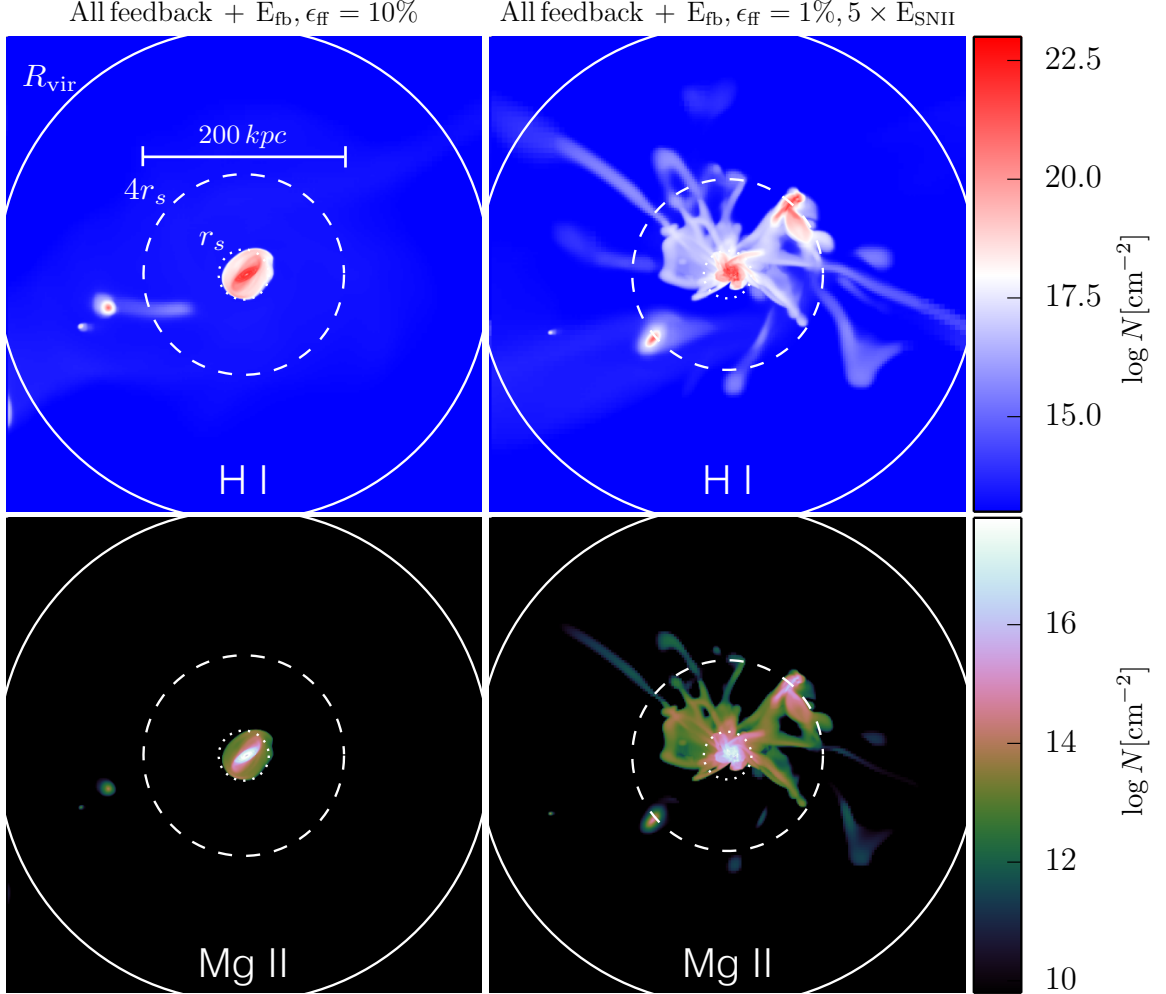 All feedback + E_fb, ϵ_ff = 10%
All feedback + E_fb, ϵ_ff = 1%, 5 × E_SNII
R_vir
200 kpc
4r_s
r_s
H I
H I
22.5
20.0
17.5
15.0
log N [cm⁻²]
Mg II
Mg II
16
14
12
10
log N [cm⁻²]